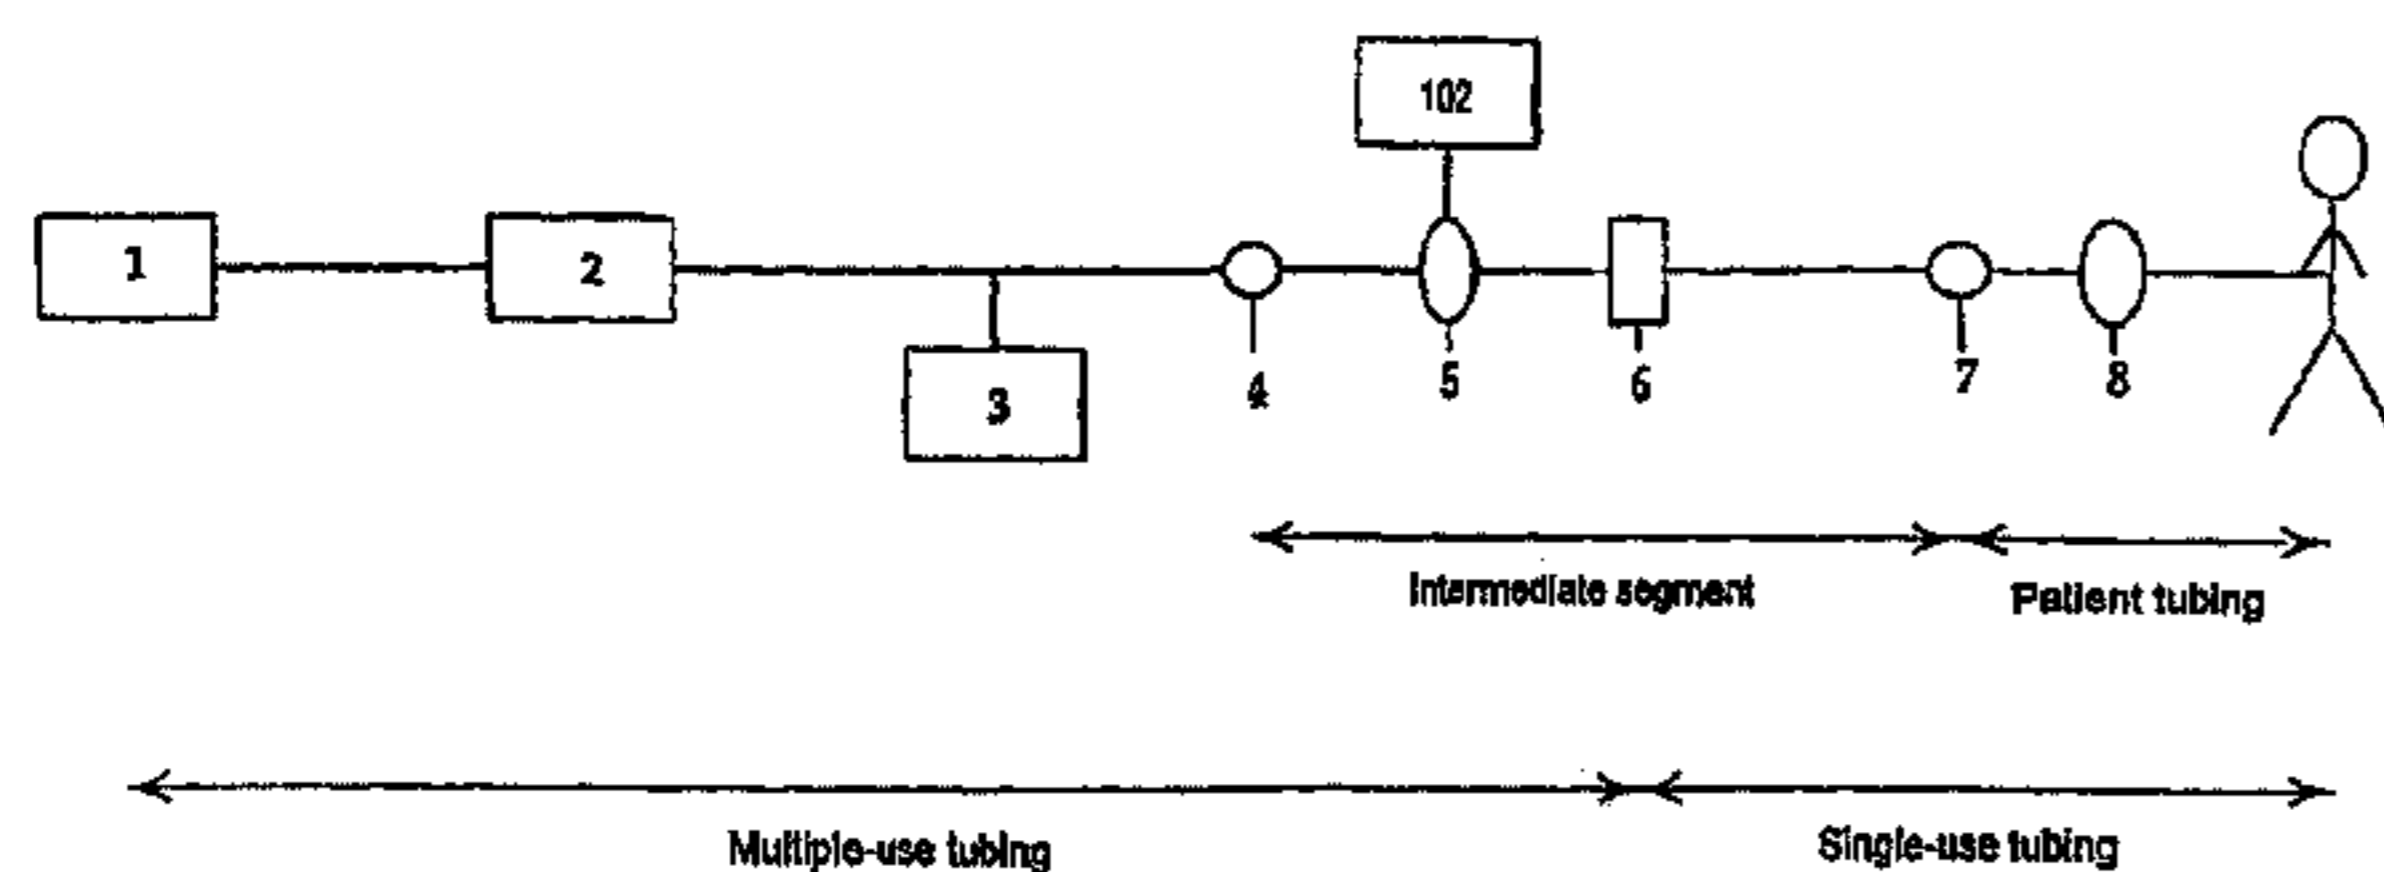 102
1
2
3
4
5
6
7
8
Intermediate segment
Patient tubing
Multiple-use tubing
Single-use tubing